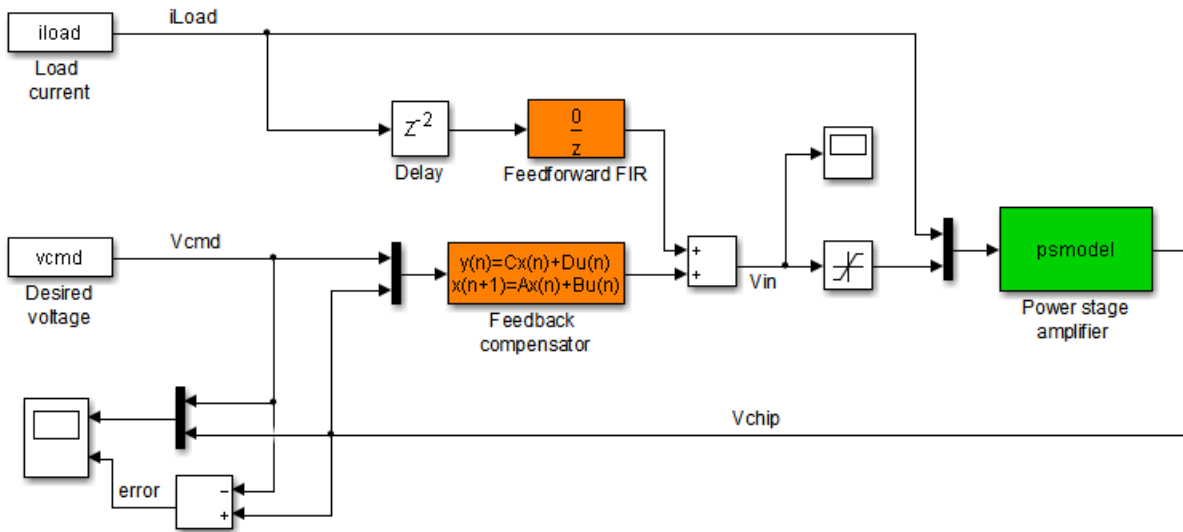 iLoad
iload
Load
current
z-2
Delay
0
z
Feedforward FIR
+
+
Vin
Vcmd
vcmd
Desired
voltage
y(n)=Cx(n)+Du(n)
x(n+1)=Ax(n)+Bu(n)
Feedback
compensator
psmodel
Power stage
amplifier
Vchip
error
−
+